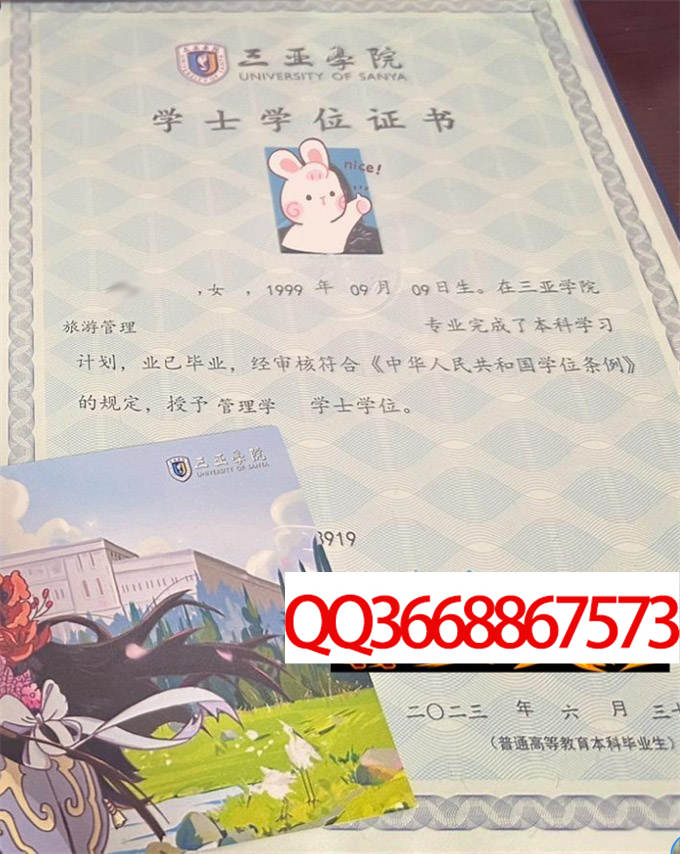 三亚學院
UNIVERSITY OF SANYA
学士学位证书
nice!
,女 , 1999 年 09月 09日生。在三亚学院
旅游管理 专业完成了本科学习
计划，业已毕业，经审核符合《中华人民共和国学位条例》
的规定，授予 管理学 学士学位。
三亚學院
UNIVERSITY OF SANYA
3919
QQ3668867573
二〇二三 年 六 月 三十
(普通高等教育本科毕业生)